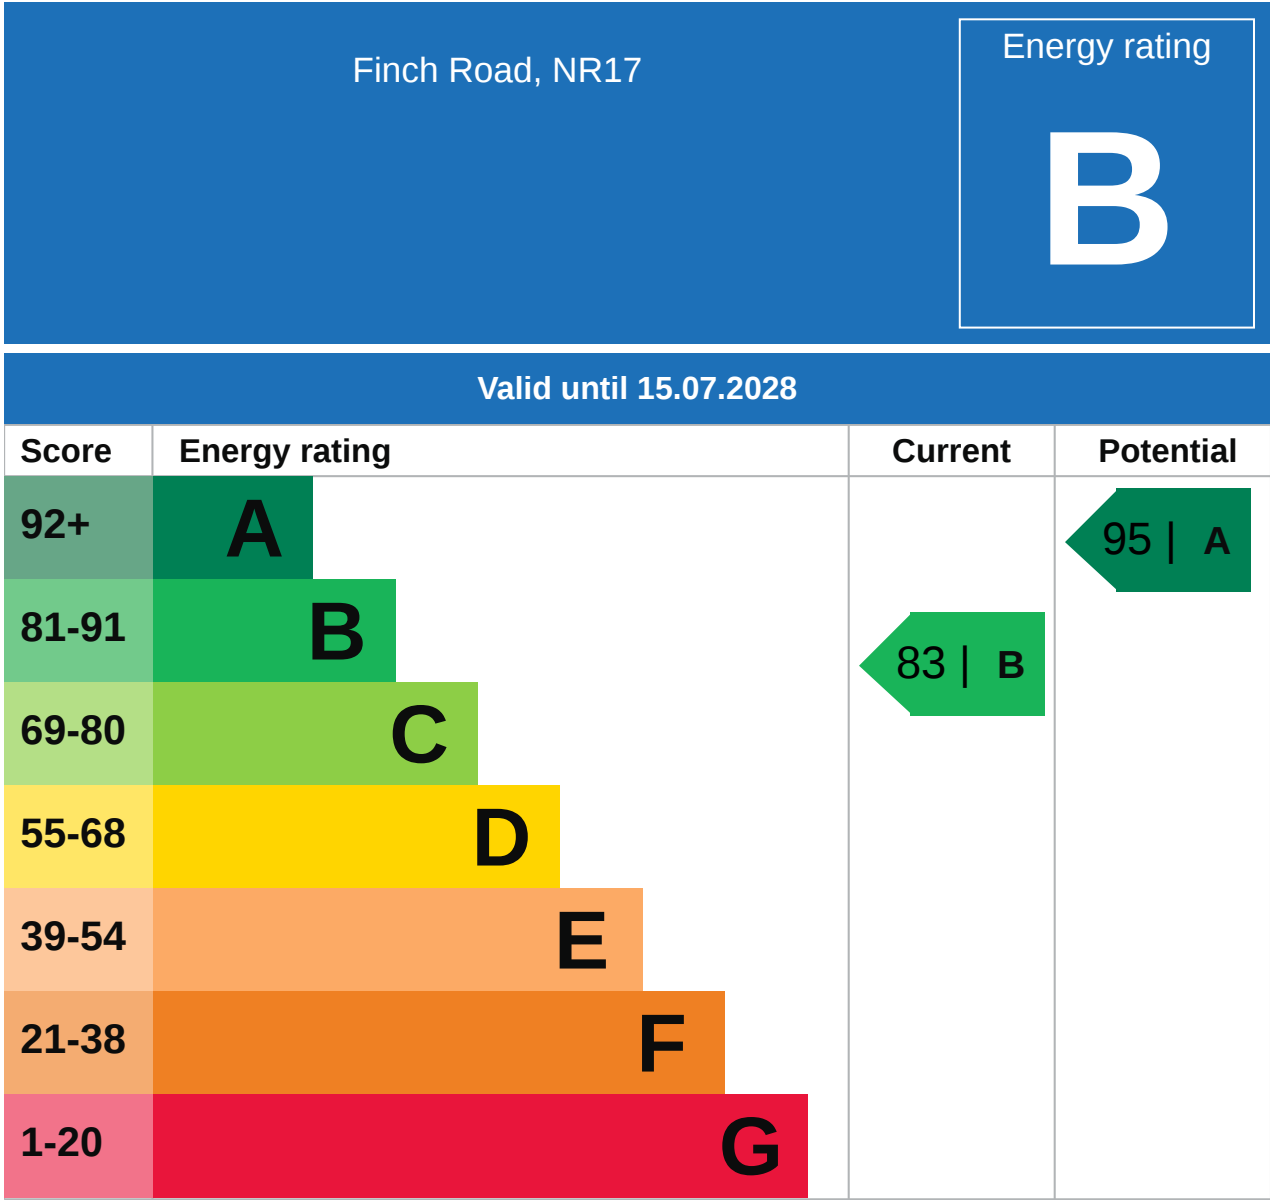 Finch Road, NR17
Energy rating
B
Valid until 15.07.2028
Score Energy rating Current Potential
92+ A 95 | A
81-91 B 83 | B
69-80 C
55-68 D
39-54 E
21-38 F
1-20 G